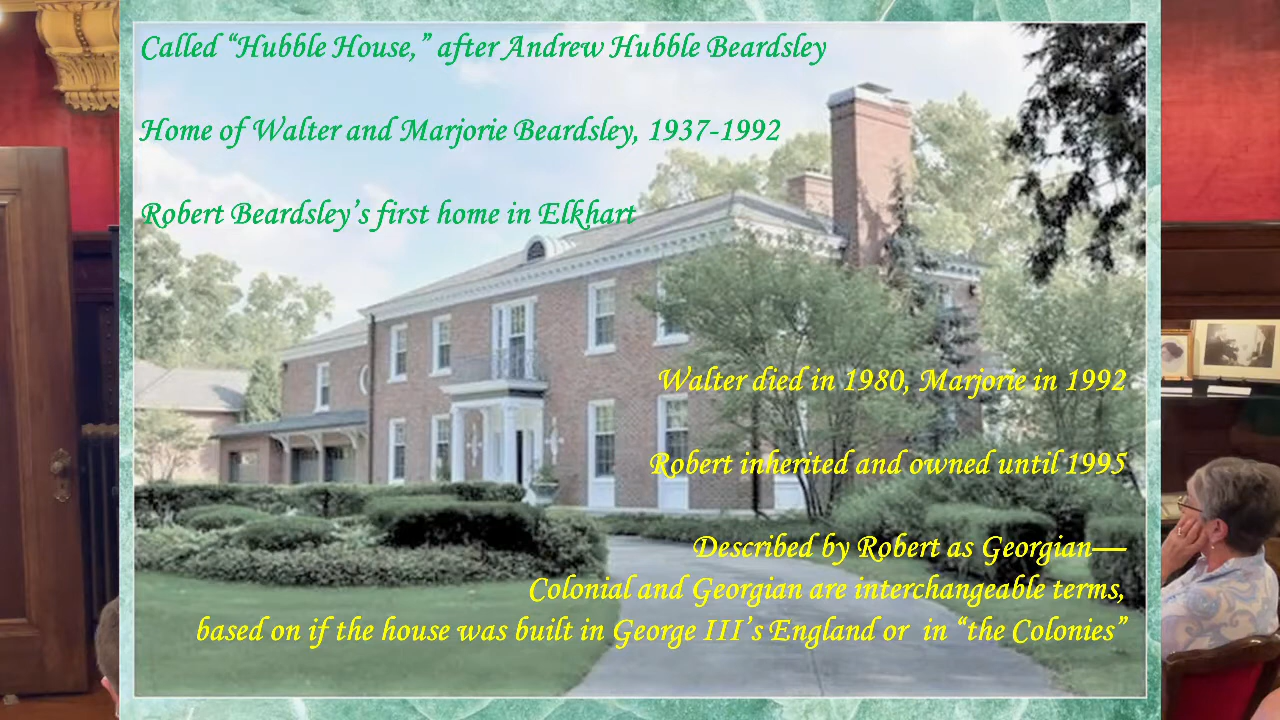 Called “Hubble House,” after Andrew Hubble Beardsley
Home of Walter and Marjorie Beardsley, 1937-1992
Robert Beardsley’s first home in Elkhart
Walter died in 1980, Marjorie in 1992
Robert inherited and owned until 1995
Described by Robert as Georgian—
Colonial and Georgian are interchangeable terms,
based on if the house was built in George III’s England or  in “the Colonies”